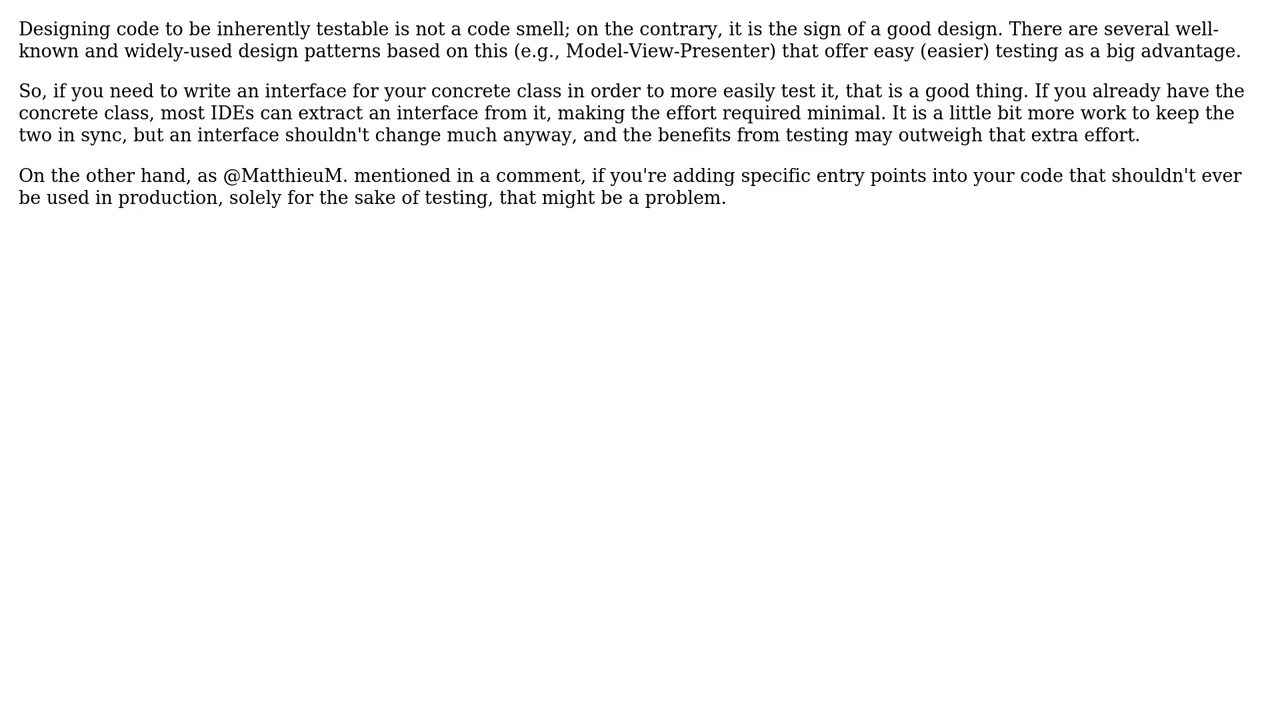 Designing code to be inherently testable is not a code smell; on the contrary, it is the sign of a good design. There are several well-
known and widely-used design patterns based on this (e.g., Model-View-Presenter) that offer easy (easier) testing as a big advantage.
So, if you need to write an interface for your concrete class in order to more easily test it, that is a good thing. If you already have the
concrete class, most IDEs can extract an interface from it, making the effort required minimal. It is a little bit more work to keep the
two in sync, but an interface shouldn't change much anyway, and the benefits from testing may outweigh that extra effort.
On the other hand, as @MatthieuM. mentioned in a comment, if you're adding specific entry points into your code that shouldn't ever
be used in production, solely for the sake of testing, that might be a problem.